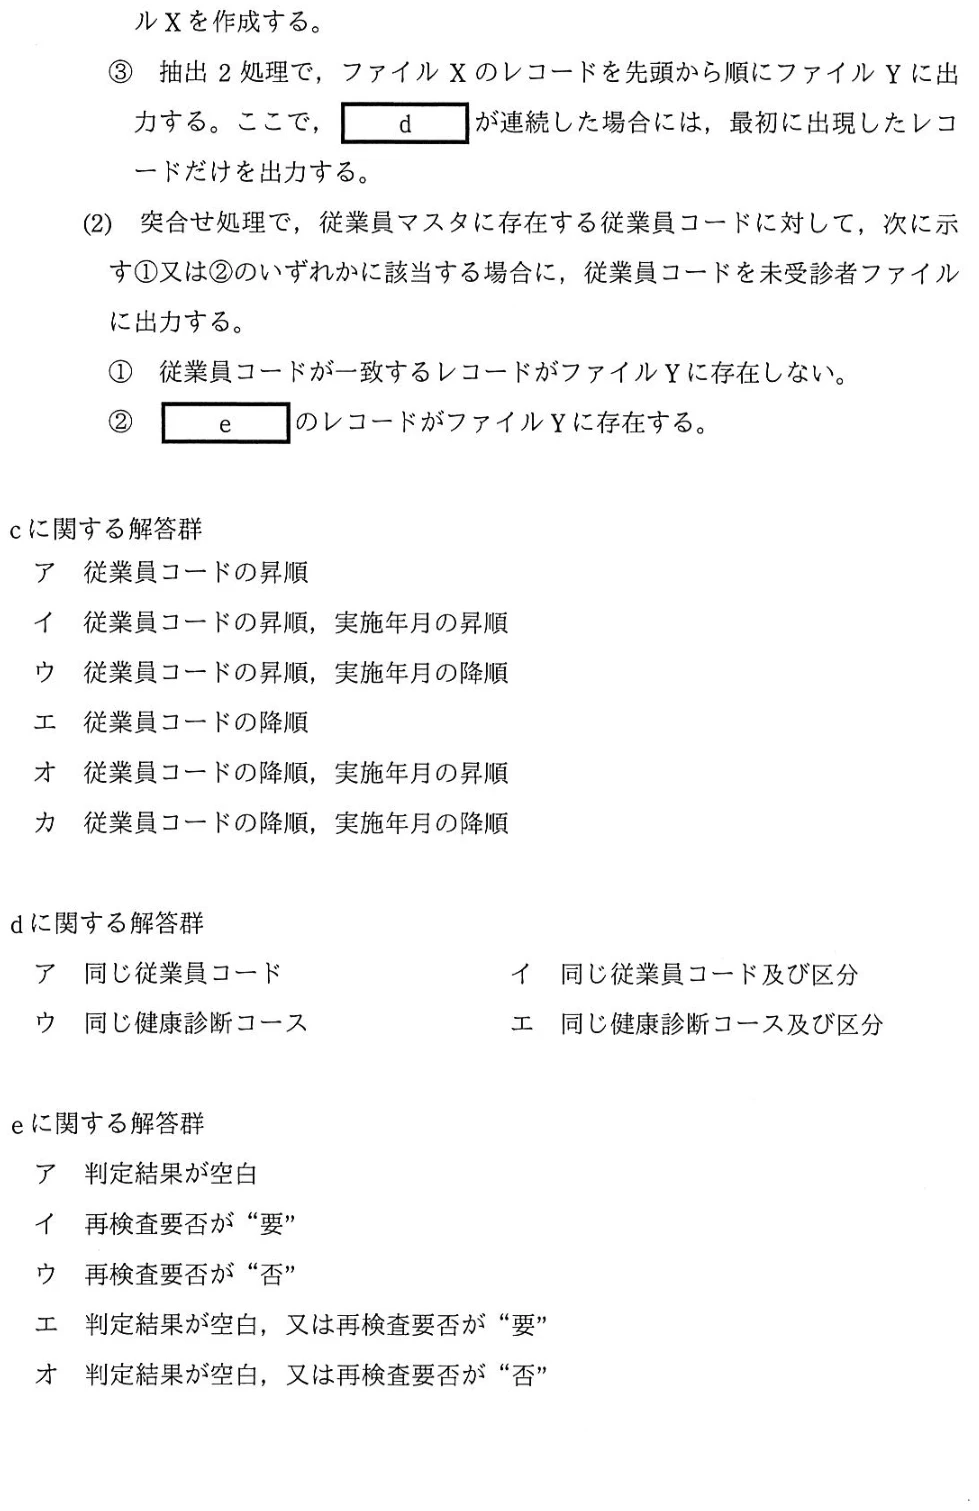 ルXを作成する。
③ 抽出2処理で，ファイルXのレコードを先頭から順にファイルYに出
力する。ここで， d が連続した場合には，最初に出現したレコ
ードだけを出力する。
(2) 突合せ処理で，従業員マスタに存在する従業員コードに対して，次に示
す①又は②のいずれかに該当する場合に，従業員コードを未受診者ファイル
に出力する。
① 従業員コードが一致するレコードがファイルYに存在しない。
② e のレコードがファイルYに存在する。
cに関する解答群
ア 従業員コードの昇順
イ 従業員コードの昇順，実施年月の昇順
ウ 従業員コードの昇順，実施年月の降順
エ 従業員コードの降順
オ 従業員コードの降順，実施年月の昇順
カ 従業員コードの降順，実施年月の降順
dに関する解答群
ア 同じ従業員コード イ 同じ従業員コード及び区分
ウ 同じ健康診断コース エ 同じ健康診断コース及び区分
eに関する解答群
ア 判定結果が空白
イ 再検査要否が“要”
ウ 再検査要否が“否”
エ 判定結果が空白，又は再検査要否が“要”
オ 判定結果が空白，又は再検査要否が“否”